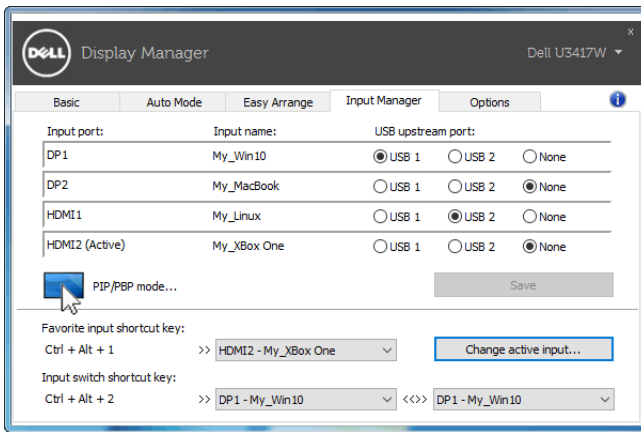 x
DELL Display Manager Dell U3417W
Basic Auto Mode Easy Arrange Input Manager Options i
Input port: Input name: USB upstream port:
DP1 My_Win10 USB 1 USB 2 None
DP2 My_MacBook USB 1 USB 2 None
HDMI1 My_Linux USB 1 USB 2 None
HDMI2 (Active) My_XBox One USB 1 USB 2 None
PIP/PBP mode... Save
Favorite input shortcut key:
Ctrl + Alt + 1 >> HDMI2 - My_XBox One Change active input...
Input switch shortcut key:
Ctrl + Alt + 2 >> DP1 - My_Win10 <<>> DP1 - My_Win10